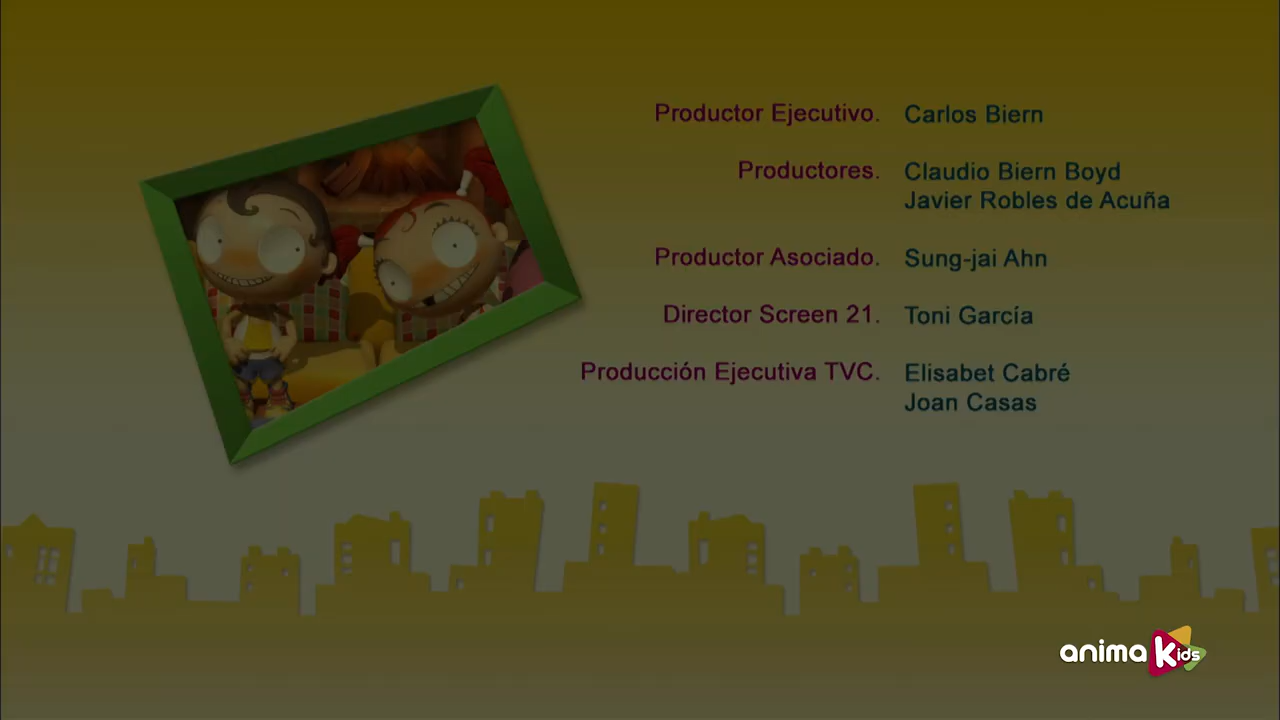 Productor Ejecutivo. Carlos Biern
Productores. Claudio Biern Boyd
Javier Robles de Acuña
Productor Asociado. Sung-jai Ahn
Director Screen 21. Toni García
Producción Ejecutiva TVC. Elisabet Cabré
Joan Casas
anima kids